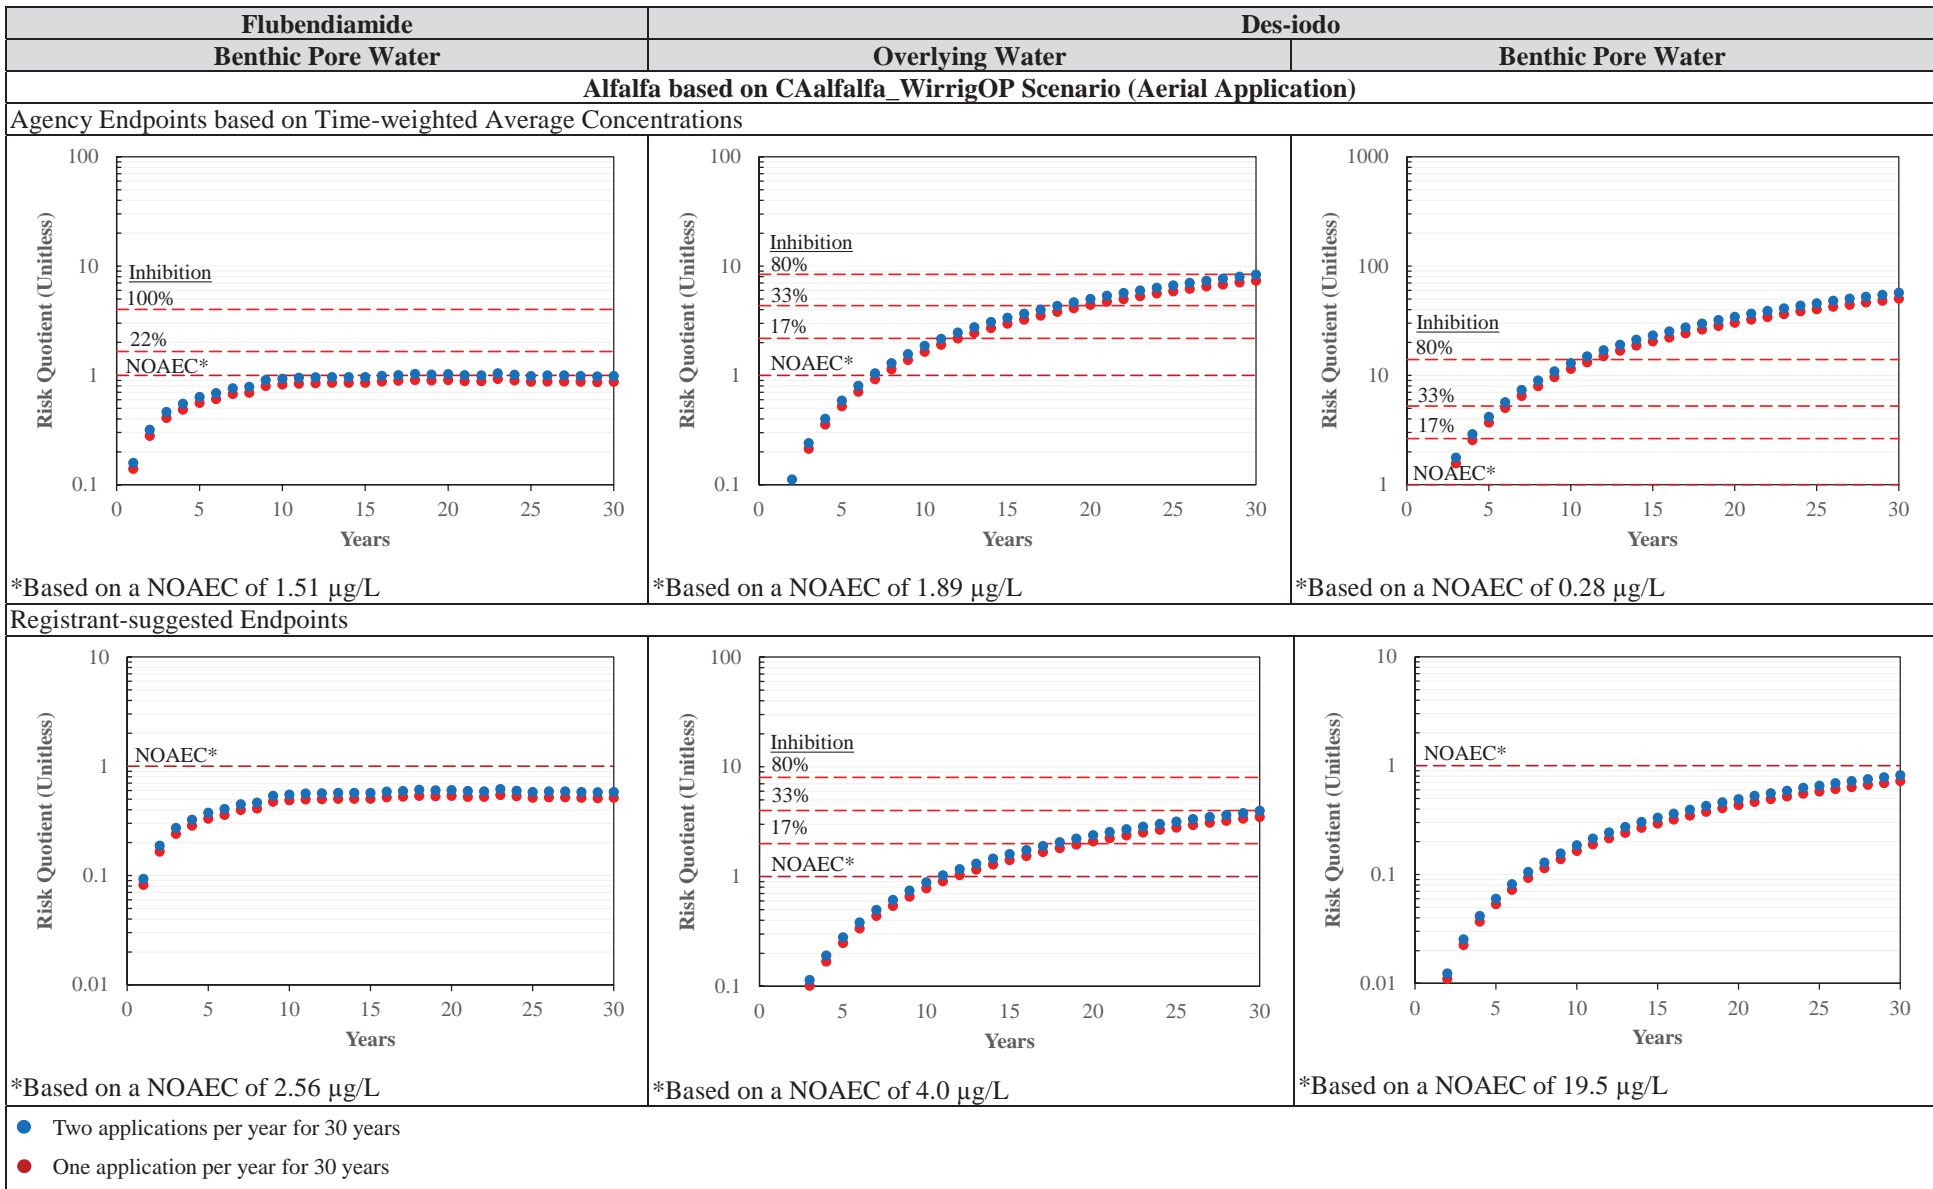 Flubendiamide
Des-iodo
Benthic Pore Water
Overlying Water
Benthic Pore Water
Alfalfa based on CAalfalfa_WirrigOP Scenario (Aerial Application)
Agency Endpoints based on Time-weighted Average Concentrations
Risk Quotient (Unitless)
100
10
1
0.1
Inhibition
100%
22%
NOAEC*
0 5 10 15 20 25 30
Years
*Based on a NOAEC of 1.51 µg/L
Risk Quotient (Unitless)
100
10
1
0.1
Inhibition
80%
33%
17%
NOAEC*
0 5 10 15 20 25 30
Years
*Based on a NOAEC of 1.89 µg/L
Risk Quotient (Unitless)
1000
100
10
1
Inhibition
80%
33%
17%
NOAEC*
0 5 10 15 20 25 30
Years
*Based on a NOAEC of 0.28 µg/L
Registrant-suggested Endpoints
Risk Quotient (Unitless)
10
1
0.1
0.01
NOAEC*
0 5 10 15 20 25 30
Years
*Based on a NOAEC of 2.56 µg/L
Risk Quotient (Unitless)
100
10
1
0.1
Inhibition
80%
33%
17%
NOAEC*
0 5 10 15 20 25 30
Years
*Based on a NOAEC of 4.0 µg/L
Risk Quotient (Unitless)
10
1
0.1
0.01
NOAEC*
0 5 10 15 20 25 30
Years
*Based on a NOAEC of 19.5 µg/L
Two applications per year for 30 years
One application per year for 30 years